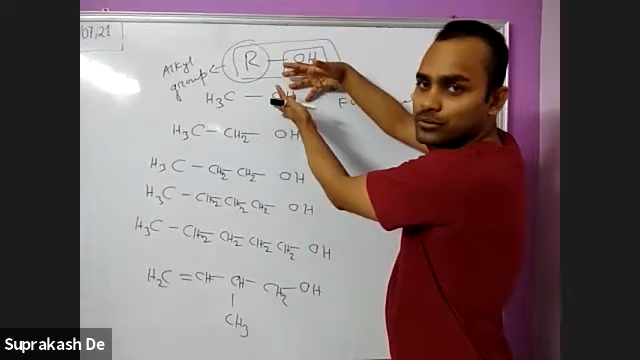 07/21
R — OH
Alkyl
group
H3C — OH
H3C — CH2 — OH
H3C — CH2 CH2 — OH
H3C — CH2 CH2 CH2 OH
H3C — CH2 CH2 CH2 CH2 OH
H2C = CH — CH — CH2 — OH
CH3
Suprakash De